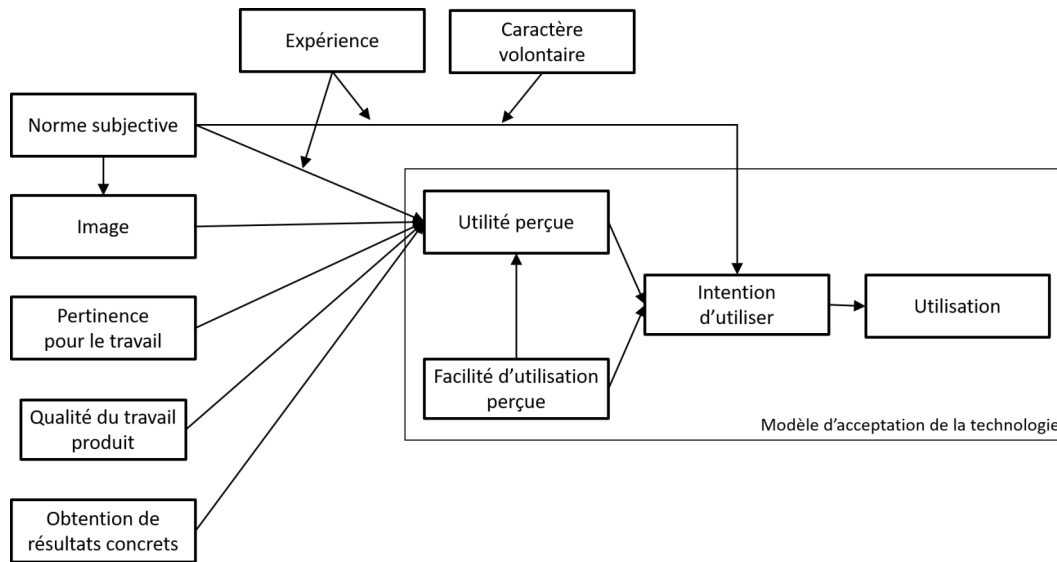 Expérience
Caractère
volontaire
Norme subjective
Image
Utilité perçue
Intention
d’utiliser
Utilisation
Pertinence
pour le travail
Facilité d’utilisation
perçue
Modèle d’acceptation de la technologie
Qualité du travail
produit
Obtention de
résultats concrets